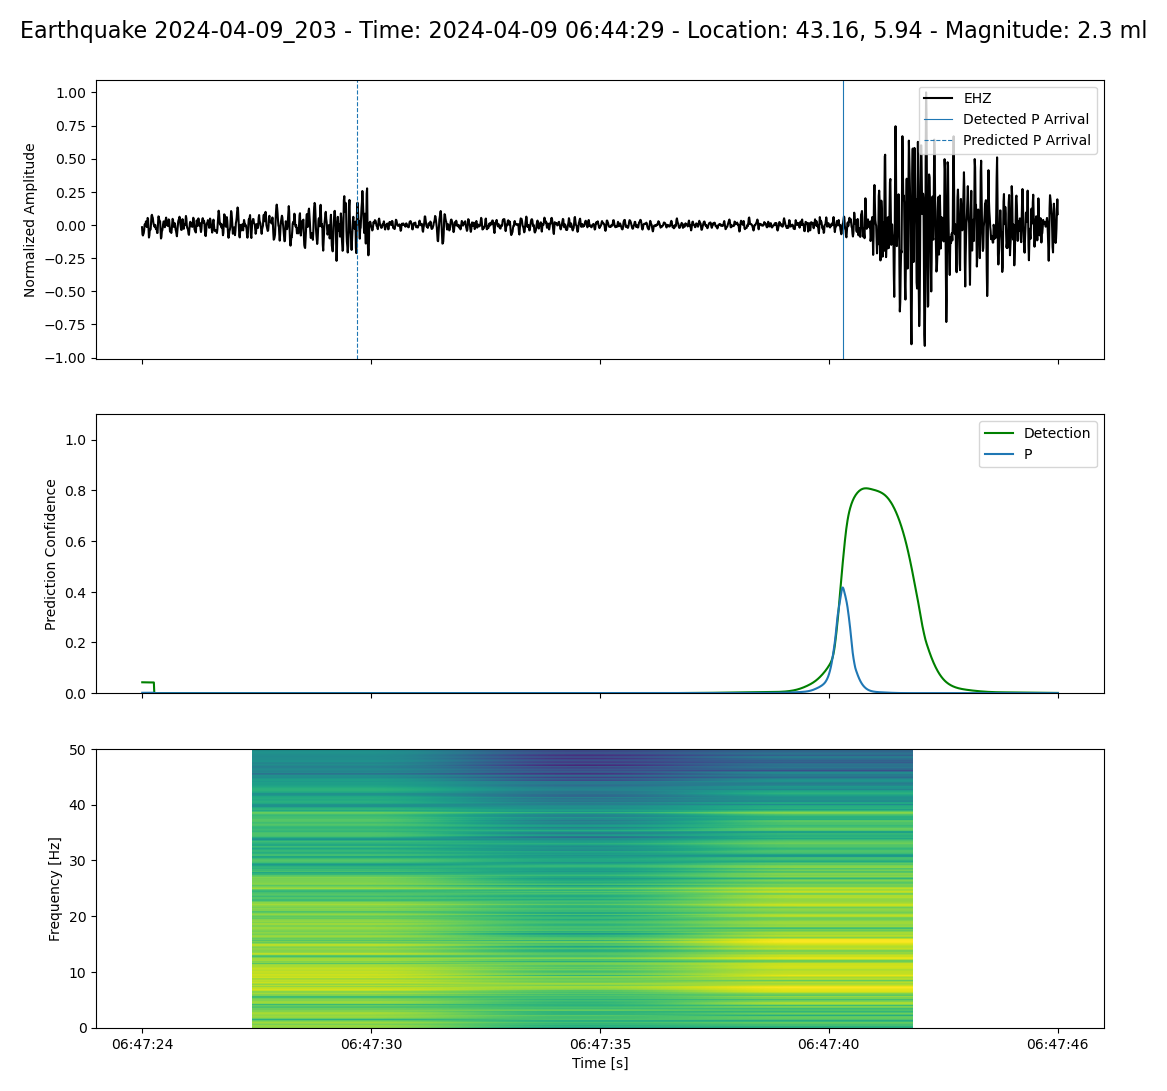 Earthquake 2024-04-09_203 - Time: 2024-04-09 06:44:29 - Location: 43.16, 5.94 - Magnitude: 2.3 ml
1.00
0.75
0.50
0.25
0.00
−0.25
−0.50
−0.75
−1.00
Normalized Amplitude
EHZ
Detected P Arrival
Predicted P Arrival
1.0
0.8
0.6
0.4
0.2
0.0
Prediction Confidence
Detection
P
50
40
30
20
10
0
Frequency [Hz]
06:47:24 06:47:30 06:47:35 06:47:40 06:47:46
Time [s]